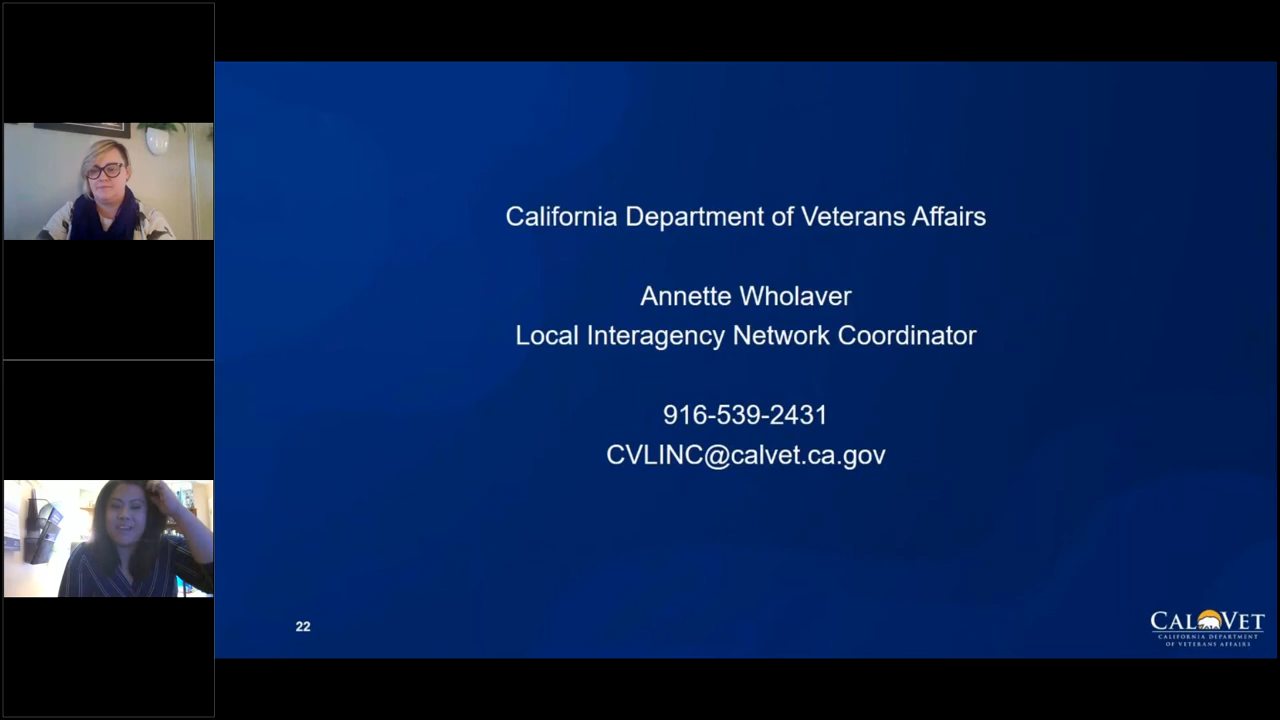 California Department of Veterans Affairs
Annette Wholaver
Local Interagency Network Coordinator
916-539-2431
CVLINC@calvet.ca.gov
22
CALVET
CALIFORNIA DEPARTMENT
OF VETERANS AFFAIRS